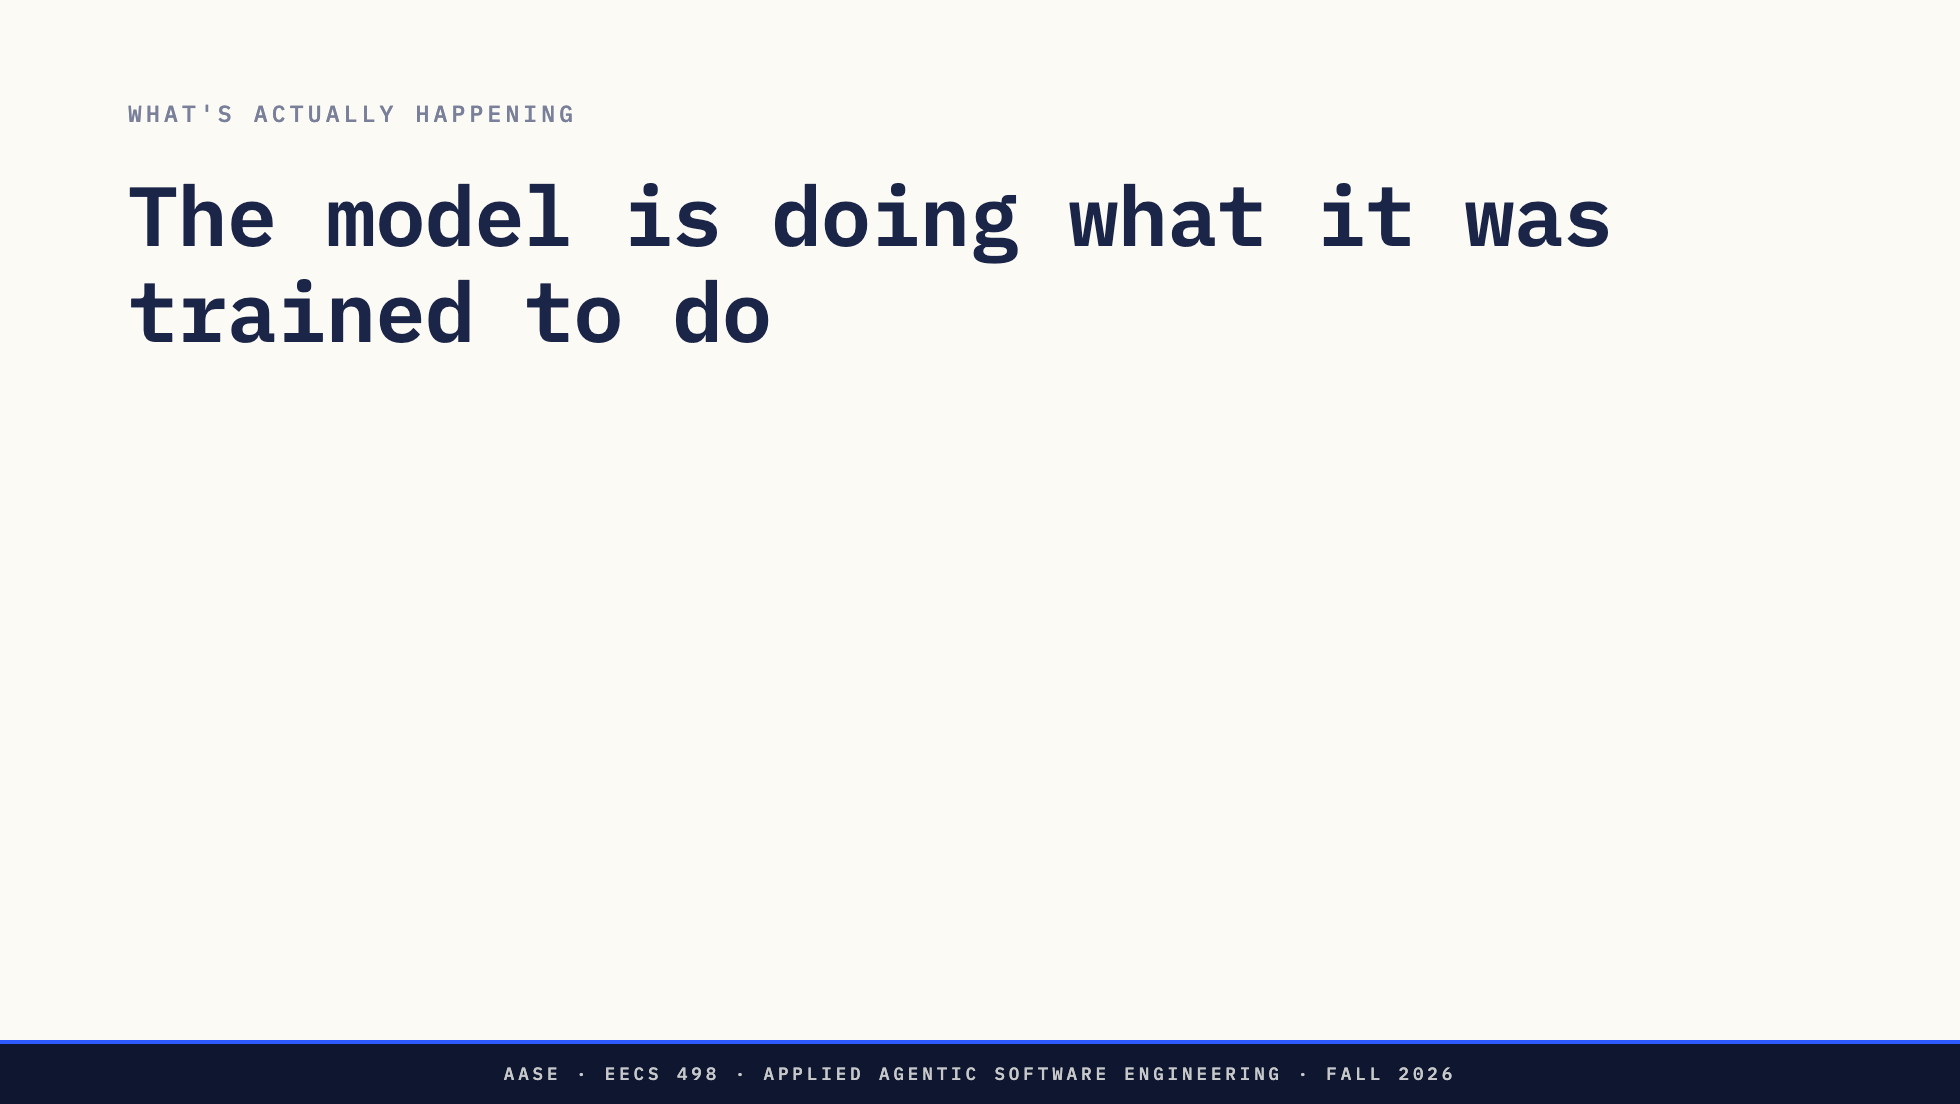 WHAT'S ACTUALLY HAPPENING
The model is doing what it was
trained to do
AASE · EECS 498 · APPLIED AGENTIC SOFTWARE ENGINEERING · FALL 2026